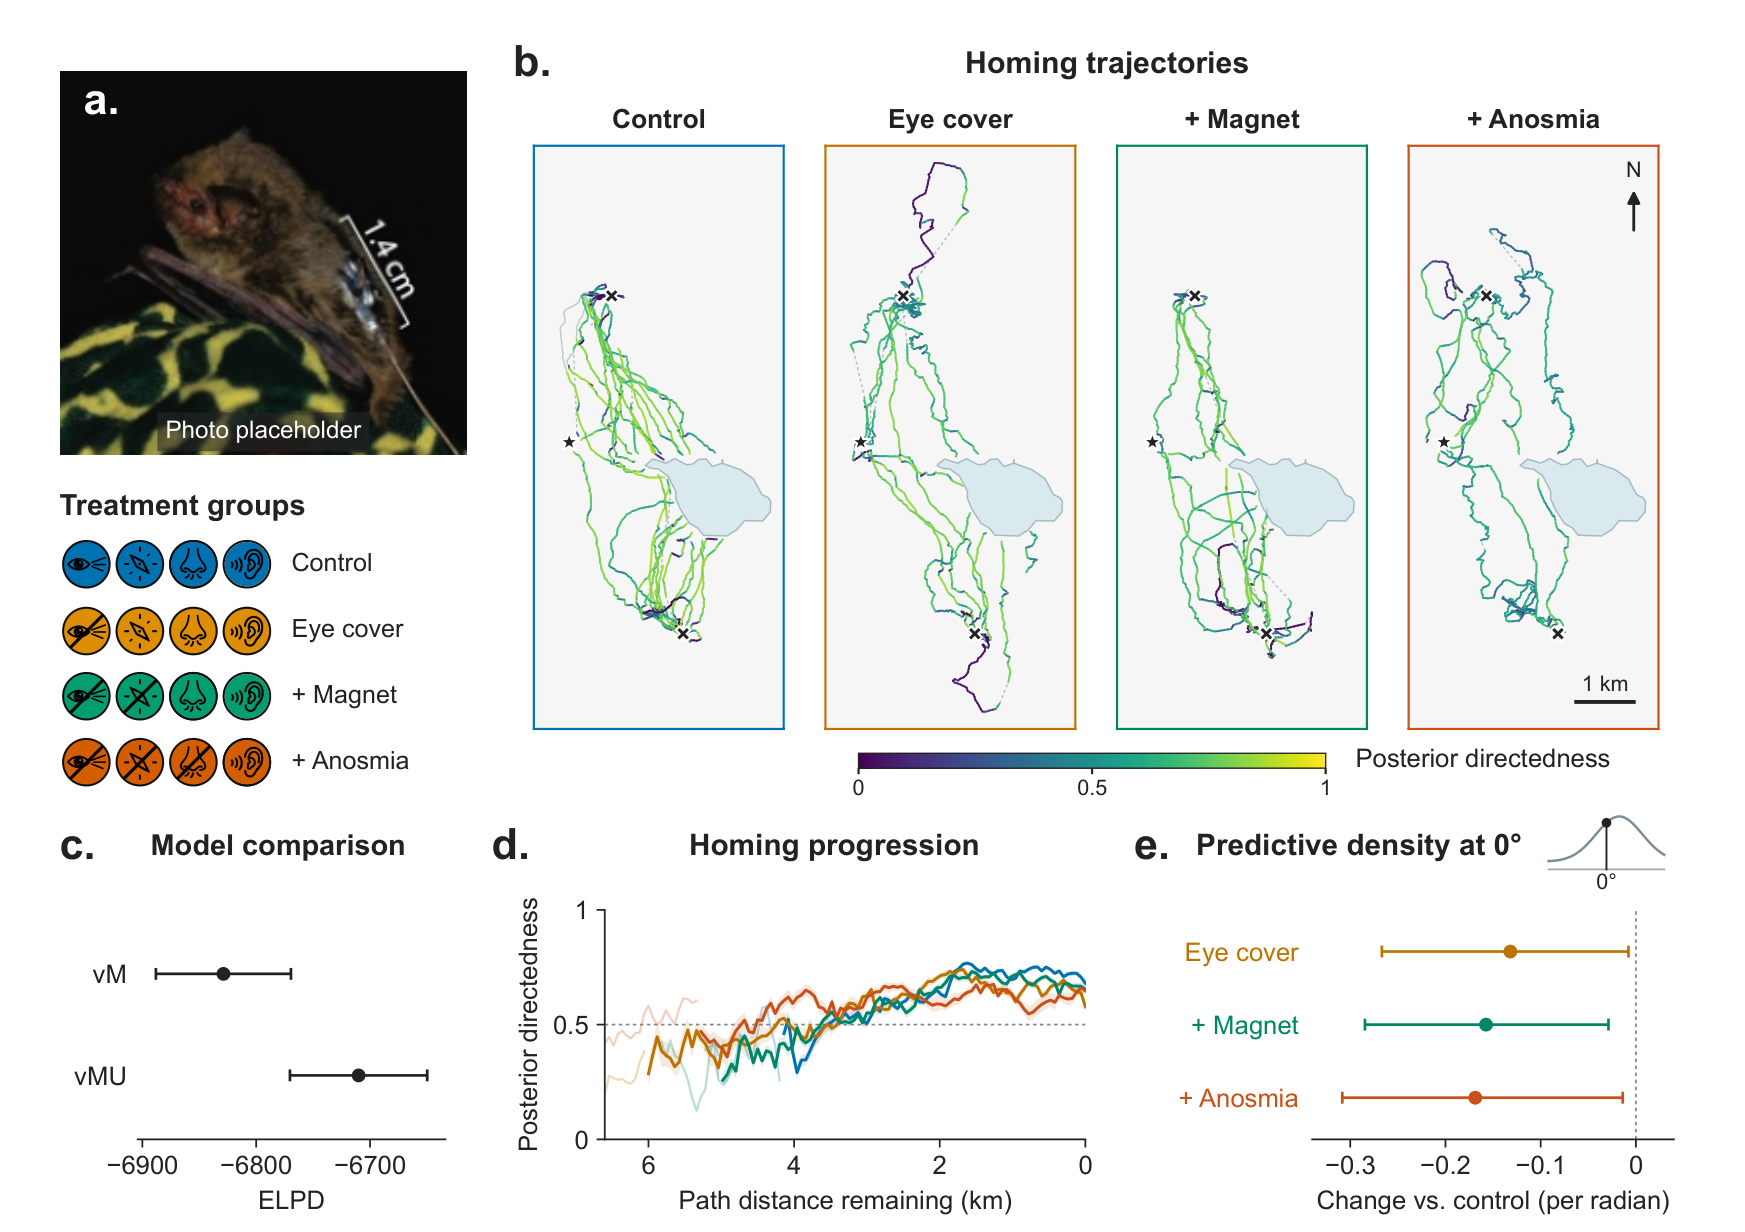 a.
1.4 cm
Photo placeholder
Treatment groups
Control
Eye cover
+ Magnet
+ Anosmia
b.
Homing trajectories
Control
Eye cover
+ Magnet
+ Anosmia
N
1 km
0
0.5
1
Posterior directedness
c.
Model comparison
vM
vMU
−6900
−6800
−6700
ELPD
d.
Homing progression
Posterior directedness
1
0.5
0
6
4
2
0
Path distance remaining (km)
e.
Predictive density at 0°
0°
Eye cover
+ Magnet
+ Anosmia
−0.3
−0.2
−0.1
0
Change vs. control (per radian)